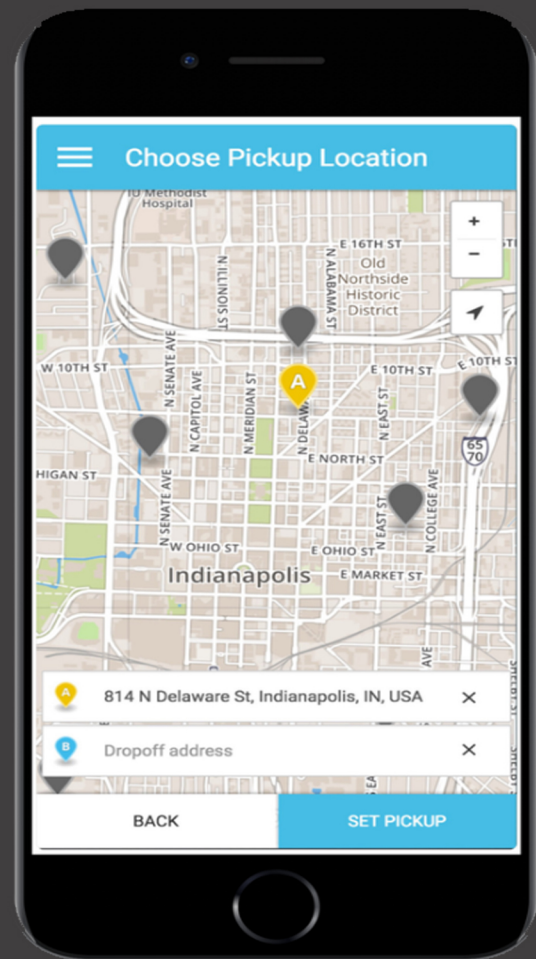 Choose Pickup Location
IU Methodist
Hospital
+
−
E 16TH ST
Old
Northside
Historic
District
N ILLINOIS ST
N ALABAMA ST
W 10TH ST
E 10TH ST
E 10TH ST
N SENATE AVE
N CAPITOL AVE
N MERIDIAN ST
A
N DELAW
N EAST ST
65
70
E NORTH ST
HIGAN ST
N SENATE AVE
N EAST ST
N COLLEGE AVE
W OHIO ST
E OHIO ST
Indianapolis
E MARKET ST
AVE
SHELBY ST
A 814 N Delaware St, Indianapolis, IN, USA ×
B Dropoff address ×
BACK SET PICKUP